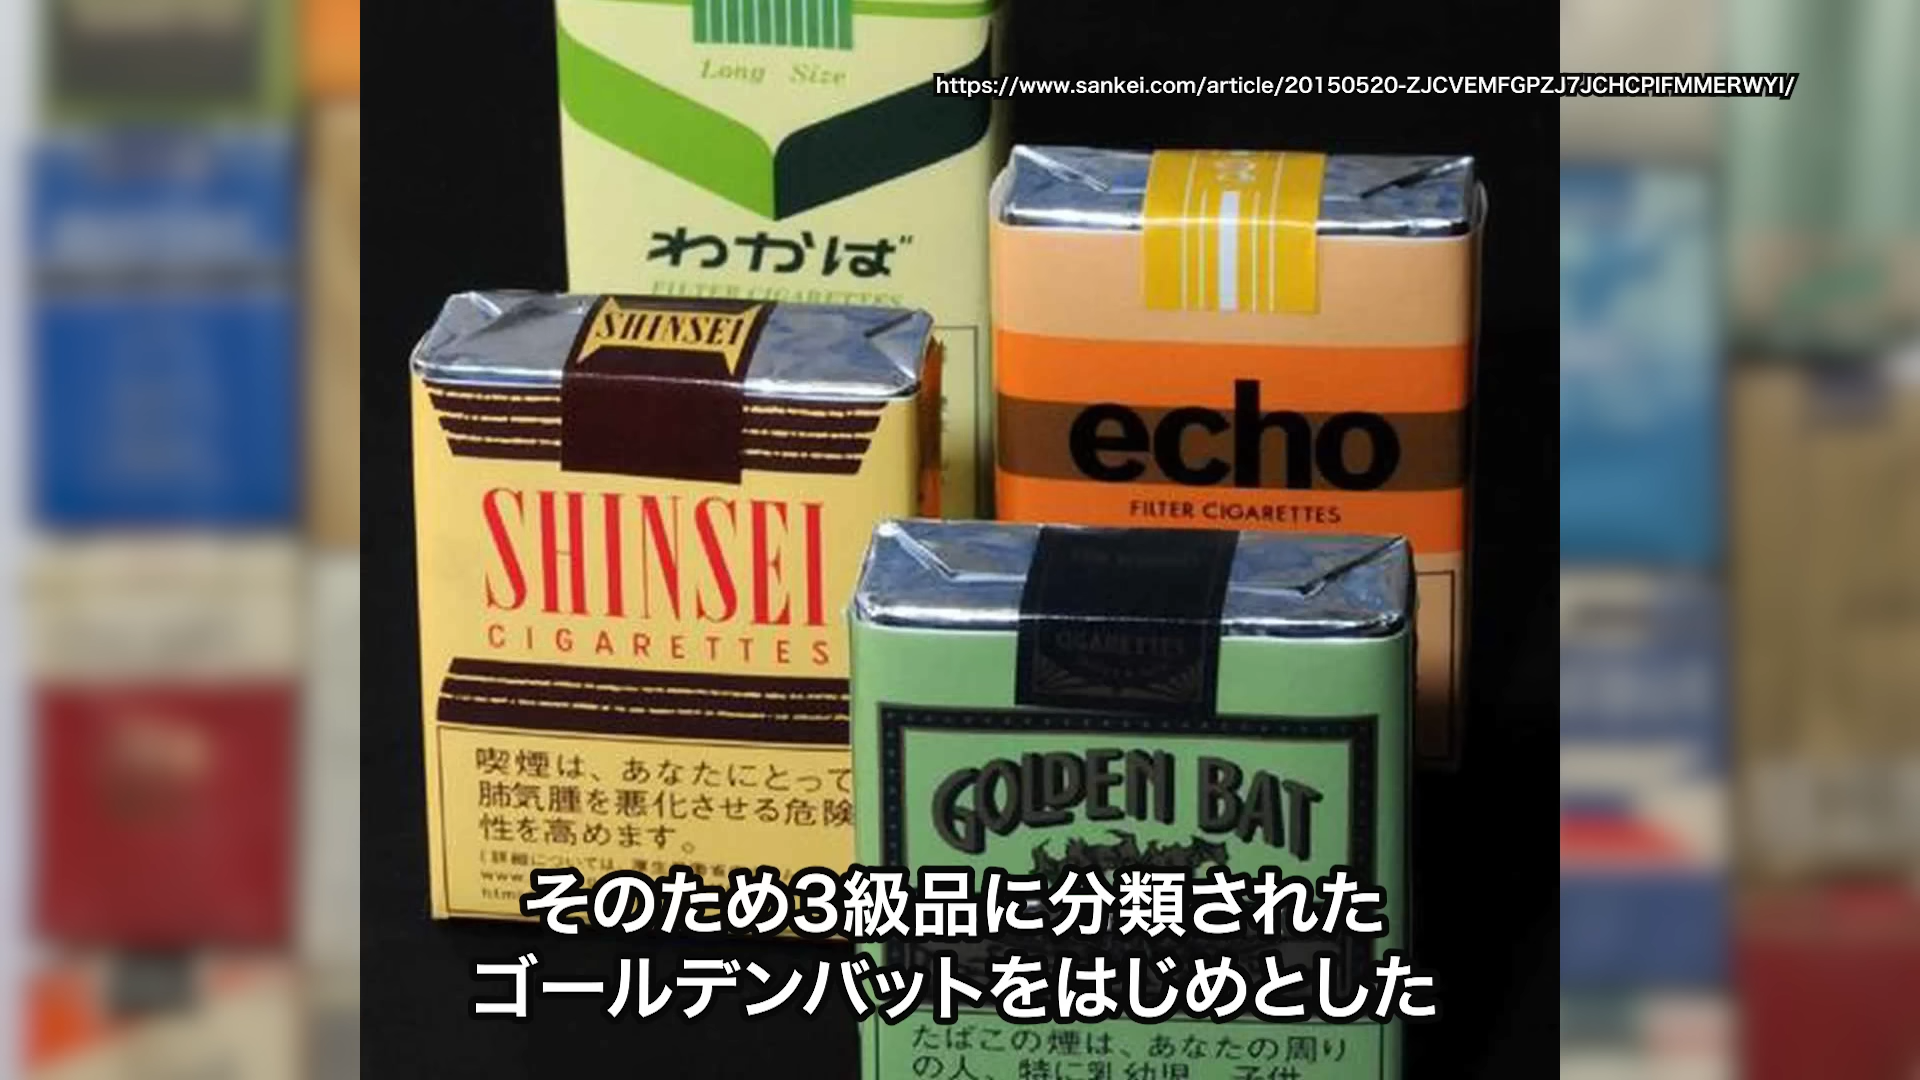 Long Size
https://www.sankei.com/article/20150520-ZJCVEMFGPZJ7JCHCPIFMMERWYI/
わかば
FILTER CIGARETTES
SHINSEI
echo
FILTER CIGARETTES
SHINSEI
CIGARETTES
CIGARETTES
喫煙は、あなたにとって
肺気腫を悪化させる危険
性を高めます。
GOLDEN BAT
そのため3級品に分類された
ゴールデンバットをはじめとした
たばこの煙は、あなたの周り
の人、特に乳幼児、子供